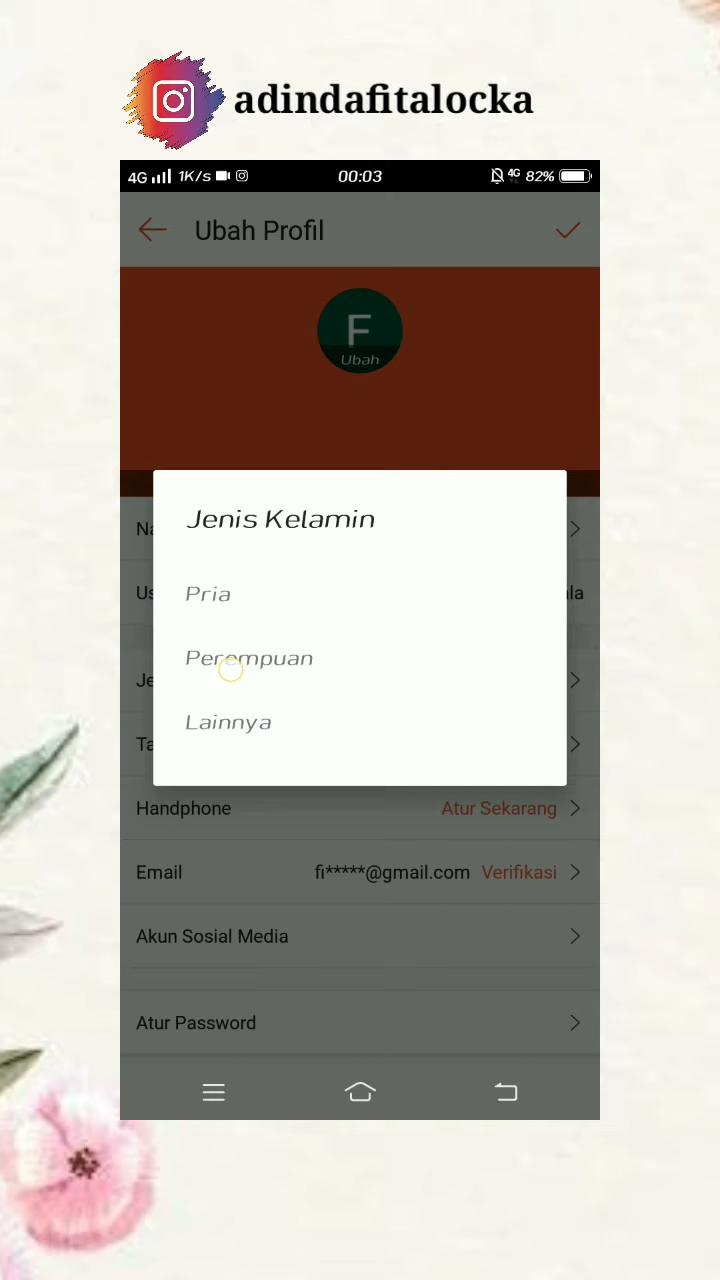 adindafitalocka
4G 1K/s 00:03 4G 82%
Ubah Profil
F
Ubah
Jenis Kelamin
Pria
Perempuan
Lainnya
Handphone Atur Sekarang
Email fi*****@gmail.com Verifikasi
Akun Sosial Media
Atur Password